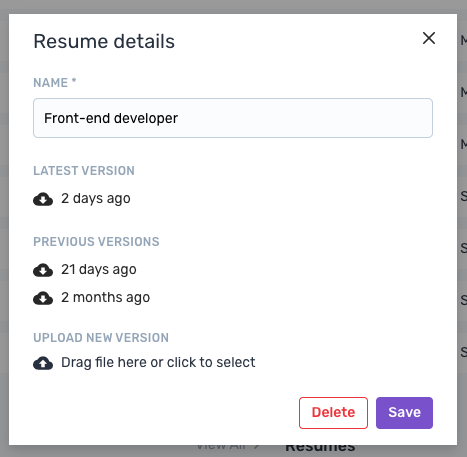 Resume details
NAME *
Front-end developer
LATEST VERSION
2 days ago
PREVIOUS VERSIONS
21 days ago
2 months ago
UPLOAD NEW VERSION
Drag file here or click to select
Delete
Save
View All
Resumes